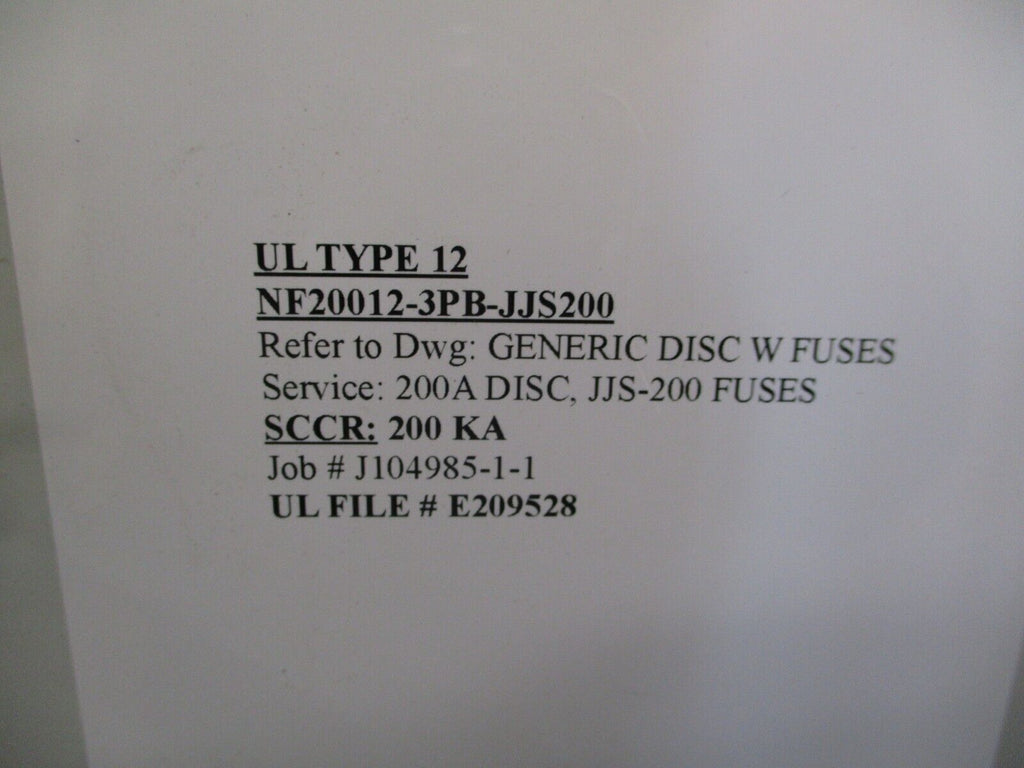 UL TYPE 12
NF20012-3PB-JJS200
Refer to Dwg: GENERIC DISC W FUSES
Service: 200A DISC, JJS-200 FUSES
SCCR: 200 KA
Job # J104985-1-1
UL FILE # E209528